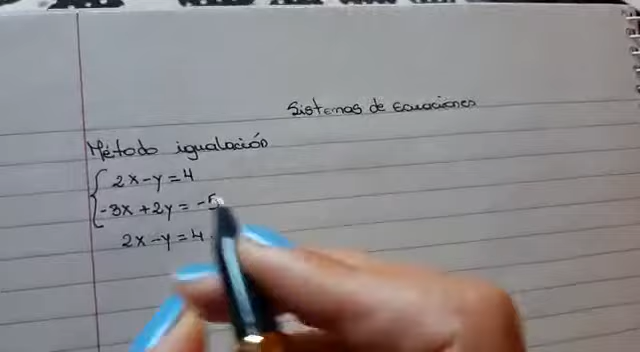 Sistemas de Ecuaciones
Método igualación
2x-y=4
-3x+2y=-5
2x-y=4